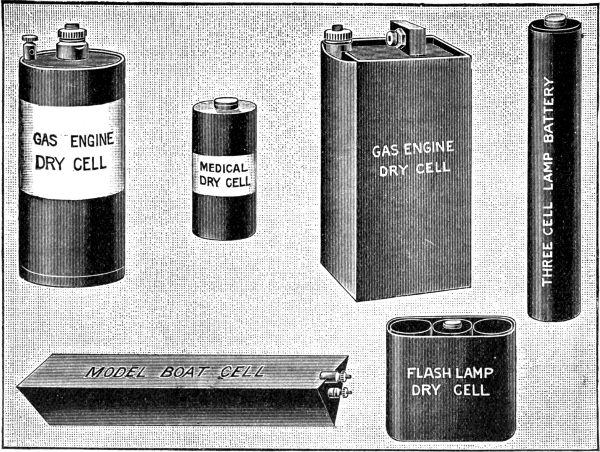 GAS ENGINE
DRY CELL
MEDICAL
DRY CELL
GAS ENGINE
DRY CELL
THREE CELL LAMP BATTERY
MODEL BOAT CELL
FLASH LAMP
DRY CELL